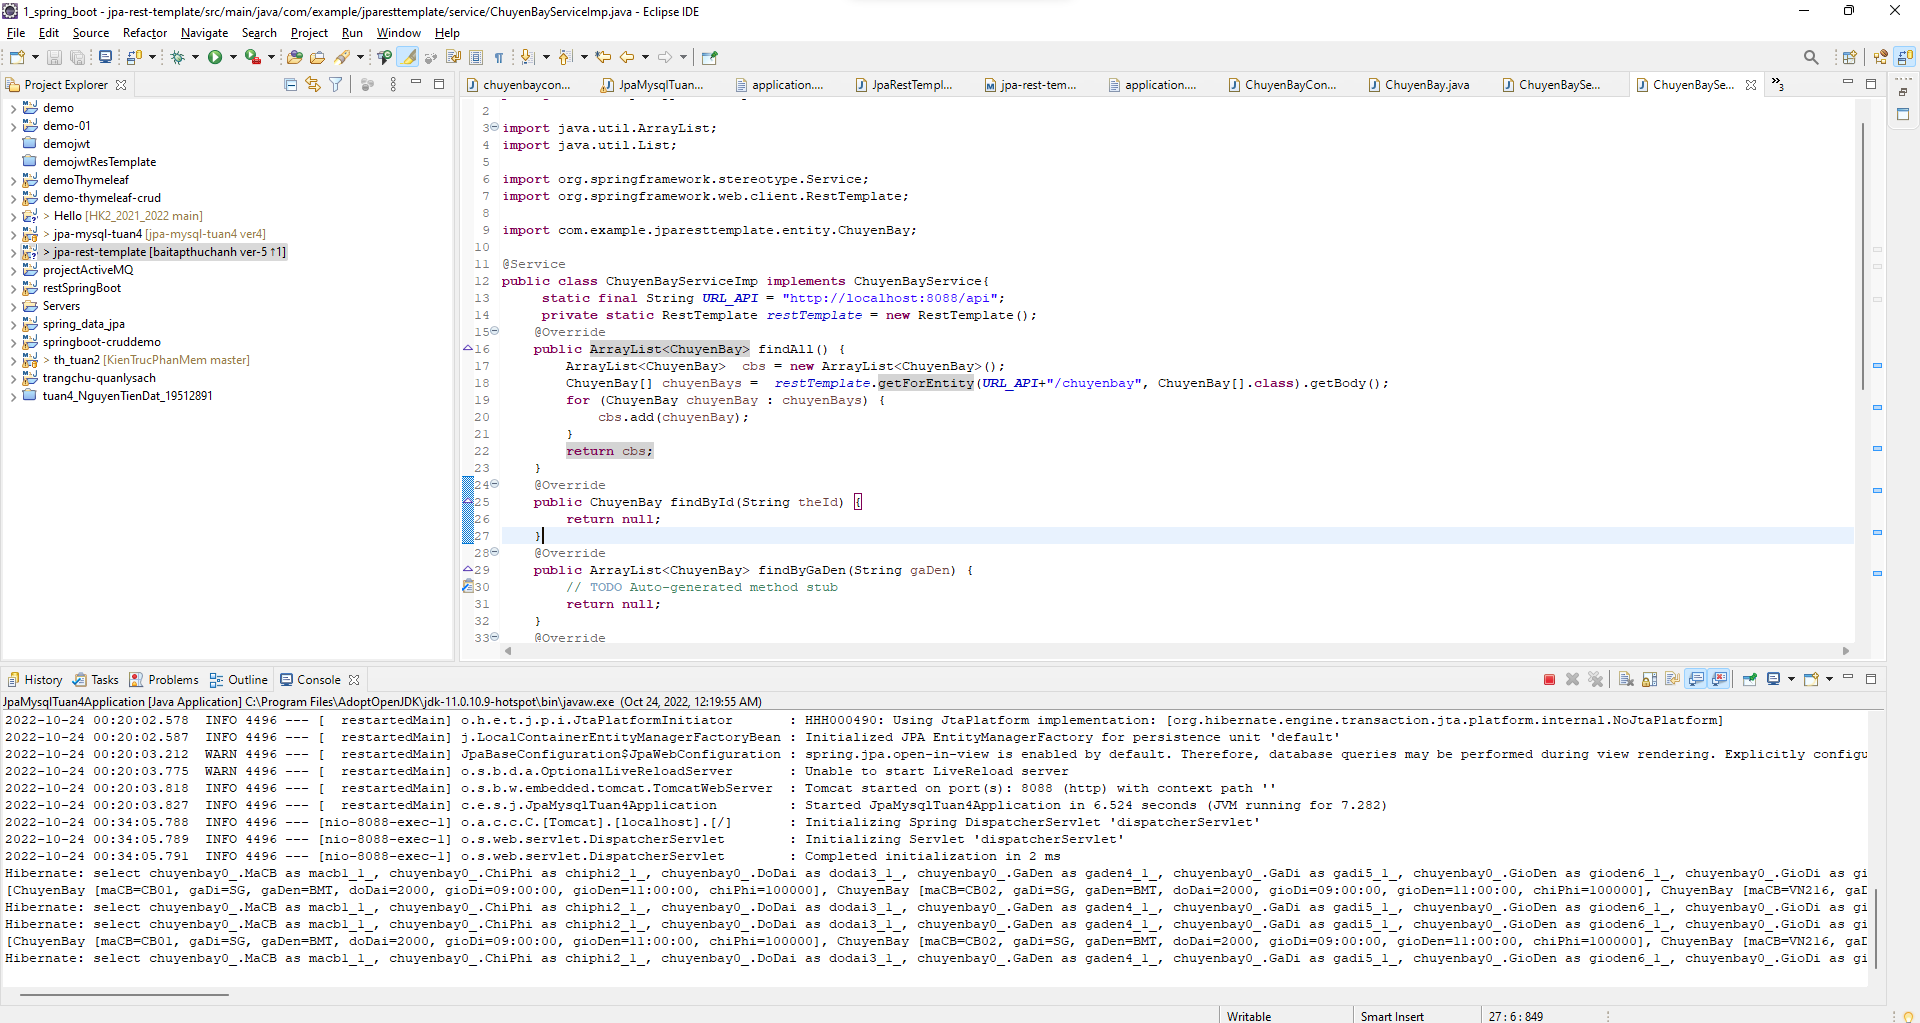 1_spring_boot - jpa-rest-template/src/main/java/com/example/jparesttemplate/service/ChuyenBayServiceImp.java - Eclipse IDE
File Edit Source Refactor Navigate Search Project Run Window Help
Project Explorer
demo
demo-01
demojwt
demojwtResTemplate
demoThymeleaf
demo-thymeleaf-crud
> Hello [HK2_2021_2022 main]
> jpa-mysql-tuan4 [jpa-mysql-tuan4 ver4]
> jpa-rest-template [baitapthuchanh ver-5 ↑1]
projectActiveMQ
restSpringBoot
Servers
spring_data_jpa
springboot-cruddemo
> th_tuan2 [KienTrucPhanMem master]
trangchu-quanlysach
tuan4_NguyenTienDat_19512891
chuyenbaycon... JpaMysqlTuan... application.... JpaRestTempl... jpa-rest-tem... application.... ChuyenBayCon... ChuyenBay.java ChuyenBaySe... ChuyenBaySe... »3
2
3 import java.util.ArrayList;
4 import java.util.List;
5
6 import org.springframework.stereotype.Service;
7 import org.springframework.web.client.RestTemplate;
8
9 import com.example.jparesttemplate.entity.ChuyenBay;
10
11 @Service
12 public class ChuyenBayServiceImp implements ChuyenBayService{
13 static final String URL_API = "http://localhost:8088/api";
14 private static RestTemplate restTemplate = new RestTemplate();
15 @Override
16 public ArrayList<ChuyenBay> findAll() {
17 ArrayList<ChuyenBay> cbs = new ArrayList<ChuyenBay>();
18 ChuyenBay[] chuyenBays = restTemplate.getForEntity(URL_API+"/chuyenbay", ChuyenBay[].class).getBody();
19 for (ChuyenBay chuyenBay : chuyenBays) {
20 cbs.add(chuyenBay);
21 }
22 return cbs;
23 }
24 @Override
25 public ChuyenBay findById(String theId) {
26 return null;
27 }
28 @Override
29 public ArrayList<ChuyenBay> findByGaDen(String gaDen) {
30 // TODO Auto-generated method stub
31 return null;
32 }
33 @Override
History Tasks Problems Outline Console
JpaMysqlTuan4Application [Java Application] C:\Program Files\AdoptOpenJDK\jdk-11.0.10.9-hotspot\bin\javaw.exe (Oct 24, 2022, 12:19:55 AM)
2022-10-24 00:20:02.578 INFO 4496 --- [ restartedMain] o.h.e.t.j.p.i.JtaPlatformInitiator : HHH000490: Using JtaPlatform implementation: [org.hibernate.engine.transaction.jta.platform.internal.NoJtaPlatform]
2022-10-24 00:20:02.587 INFO 4496 --- [ restartedMain] j.LocalContainerEntityManagerFactoryBean : Initialized JPA EntityManagerFactory for persistence unit 'default'
2022-10-24 00:20:03.212 WARN 4496 --- [ restartedMain] JpaBaseConfiguration$JpaWebConfiguration : spring.jpa.open-in-view is enabled by default. Therefore, database queries may be performed during view rendering. Explicitly configu
2022-10-24 00:20:03.775 WARN 4496 --- [ restartedMain] o.s.b.d.a.OptionalLiveReloadServer : Unable to start LiveReload server
2022-10-24 00:20:03.818 INFO 4496 --- [ restartedMain] o.s.b.w.embedded.tomcat.TomcatWebServer : Tomcat started on port(s): 8088 (http) with context path ''
2022-10-24 00:20:03.827 INFO 4496 --- [ restartedMain] c.e.s.j.JpaMysqlTuan4Application : Started JpaMysqlTuan4Application in 6.524 seconds (JVM running for 7.282)
2022-10-24 00:34:05.788 INFO 4496 --- [nio-8088-exec-1] o.a.c.c.C.[Tomcat].[localhost].[/] : Initializing Spring DispatcherServlet 'dispatcherServlet'
2022-10-24 00:34:05.789 INFO 4496 --- [nio-8088-exec-1] o.s.web.servlet.DispatcherServlet : Initializing Servlet 'dispatcherServlet'
2022-10-24 00:34:05.791 INFO 4496 --- [nio-8088-exec-1] o.s.web.servlet.DispatcherServlet : Completed initialization in 2 ms
Hibernate: select chuyenbay0_.MaCB as macb1_1_, chuyenbay0_.ChiPhi as chiphi2_1_, chuyenbay0_.DoDai as dodai3_1_, chuyenbay0_.GaDen as gaden4_1_, chuyenbay0_.GaDi as gadi5_1_, chuyenbay0_.GioDen as gioden6_1_, chuyenbay0_.GioDi as gi
[ChuyenBay [maCB=CB01, gaDi=SG, gaDen=BMT, doDai=2000, gioDi=09:00:00, gioDen=11:00:00, chiPhi=100000], ChuyenBay [maCB=CB02, gaDi=SG, gaDen=BMT, doDai=2000, gioDi=09:00:00, gioDen=11:00:00, chiPhi=100000], ChuyenBay [maCB=VN216, gaD
Hibernate: select chuyenbay0_.MaCB as macb1_1_, chuyenbay0_.ChiPhi as chiphi2_1_, chuyenbay0_.DoDai as dodai3_1_, chuyenbay0_.GaDen as gaden4_1_, chuyenbay0_.GaDi as gadi5_1_, chuyenbay0_.GioDen as gioden6_1_, chuyenbay0_.GioDi as gi
Hibernate: select chuyenbay0_.MaCB as macb1_1_, chuyenbay0_.ChiPhi as chiphi2_1_, chuyenbay0_.DoDai as dodai3_1_, chuyenbay0_.GaDen as gaden4_1_, chuyenbay0_.GaDi as gadi5_1_, chuyenbay0_.GioDen as gioden6_1_, chuyenbay0_.GioDi as gi
[ChuyenBay [maCB=CB01, gaDi=SG, gaDen=BMT, doDai=2000, gioDi=09:00:00, gioDen=11:00:00, chiPhi=100000], ChuyenBay [maCB=CB02, gaDi=SG, gaDen=BMT, doDai=2000, gioDi=09:00:00, gioDen=11:00:00, chiPhi=100000], ChuyenBay [maCB=VN216, gaD
Hibernate: select chuyenbay0_.MaCB as macb1_1_, chuyenbay0_.ChiPhi as chiphi2_1_, chuyenbay0_.DoDai as dodai3_1_, chuyenbay0_.GaDen as gaden4_1_, chuyenbay0_.GaDi as gadi5_1_, chuyenbay0_.GioDen as gioden6_1_, chuyenbay0_.GioDi as gi
Writable Smart Insert 27 : 6 : 849